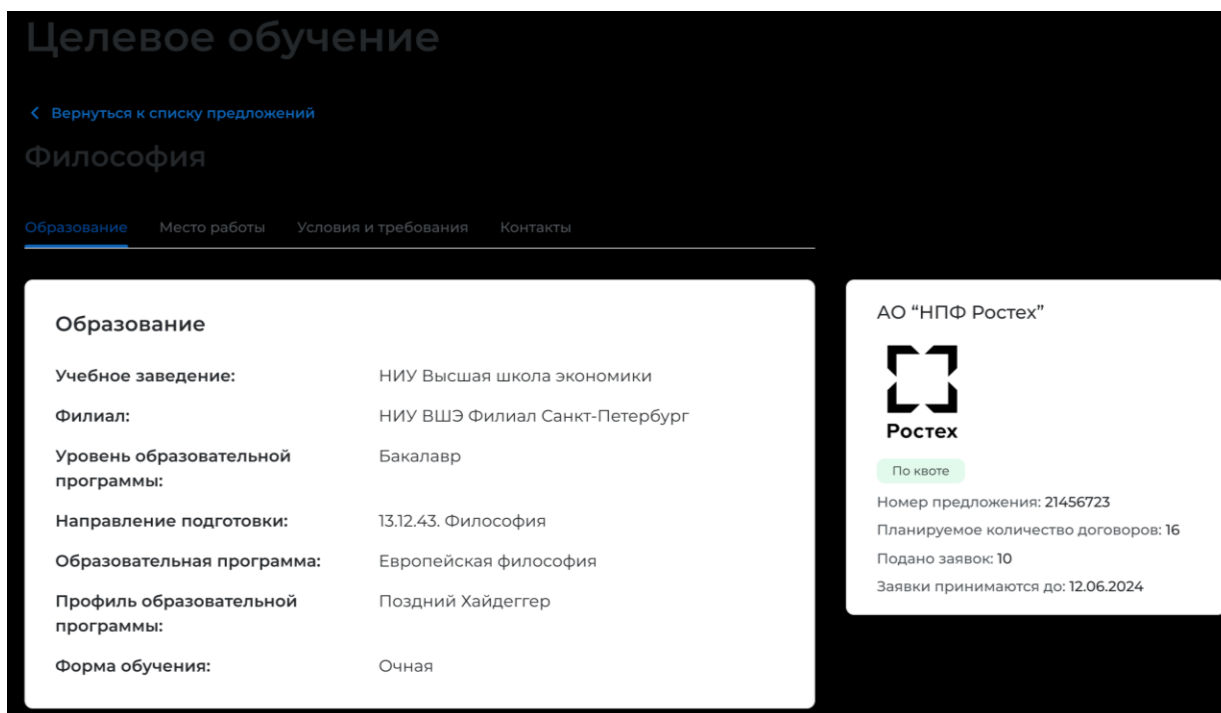 Целевое обучение
Вернуться к списку предложений
Философия
Образование Место работы Условия и требования Контакты
Образование
Учебное заведение: НИУ Высшая школа экономики
Филиал: НИУ ВШЭ Филиал Санкт-Петербург
Уровень образовательной Бакалавр
программы:
Направление подготовки: 13.12.43. Философия
Образовательная программа: Европейская философия
Профиль образовательной Поздний Хайдеггер
программы:
Форма обучения: Очная
АО “НПФ Ростех”
Ростех
По квоте
Номер предложения: 21456723
Планируемое количество договоров: 16
Подано заявок: 10
Заявки принимаются до: 12.06.2024